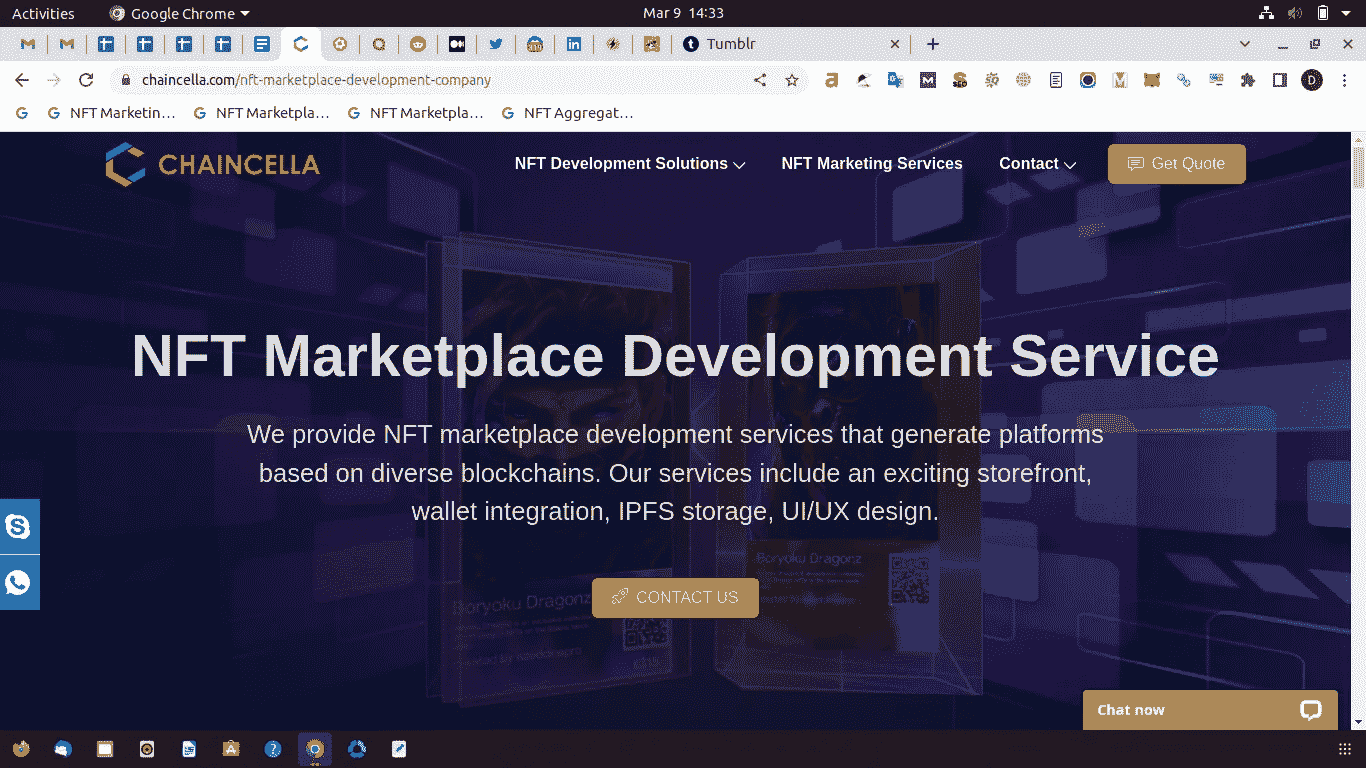 Activities
Google Chrome
Mar 9 14:33
Tumblr
chaincella.com/nft-marketplace-development-company
NFT Marketin…
NFT Marketpla…
NFT Marketpla…
NFT Aggregat…
CHAINCELLA
NFT Development Solutions
NFT Marketing Services
Contact
Get Quote
NFT Marketplace Development Service
We provide NFT marketplace development services that generate platforms
based on diverse blockchains. Our services include an exciting storefront,
wallet integration, IPFS storage, UI/UX design.
Boryoku Dragonz
Boryoku Dragonz
CONTACT US
Chat now